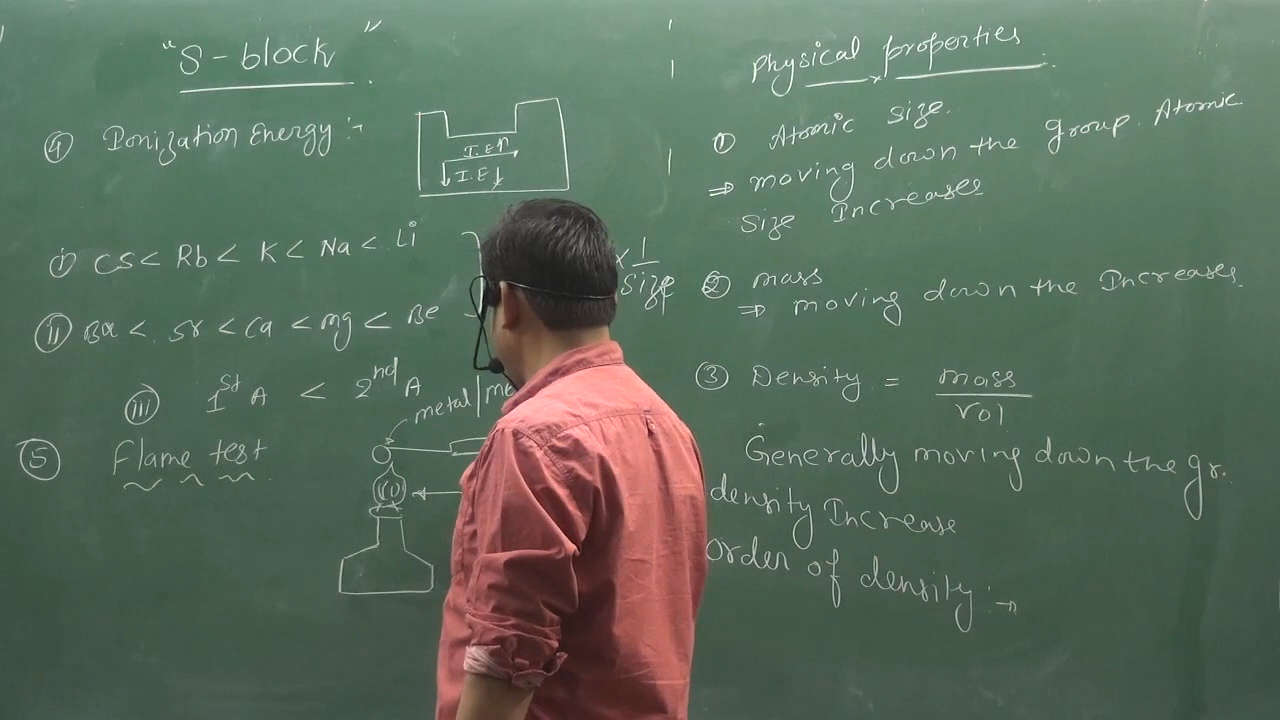 "S-block"
④ Ionization Energy :→
I.E↑
I.E↓
ⓘ Cs < Rb < K < Na < Li
ⓘⓘ Ba < Sr < Ca < mg < Be
∝ 1/size
ⓘⓘⓘ 1st A < 2nd A
metal/me
⑤ Flame test
Physical properties
① Atomic size.
⇒ moving down the group. Atomic
size Increases
② mass
⇒ moving down the Increases
③ Density = mass/vol
Generally moving down the gr.
density Increase
Order of density :→